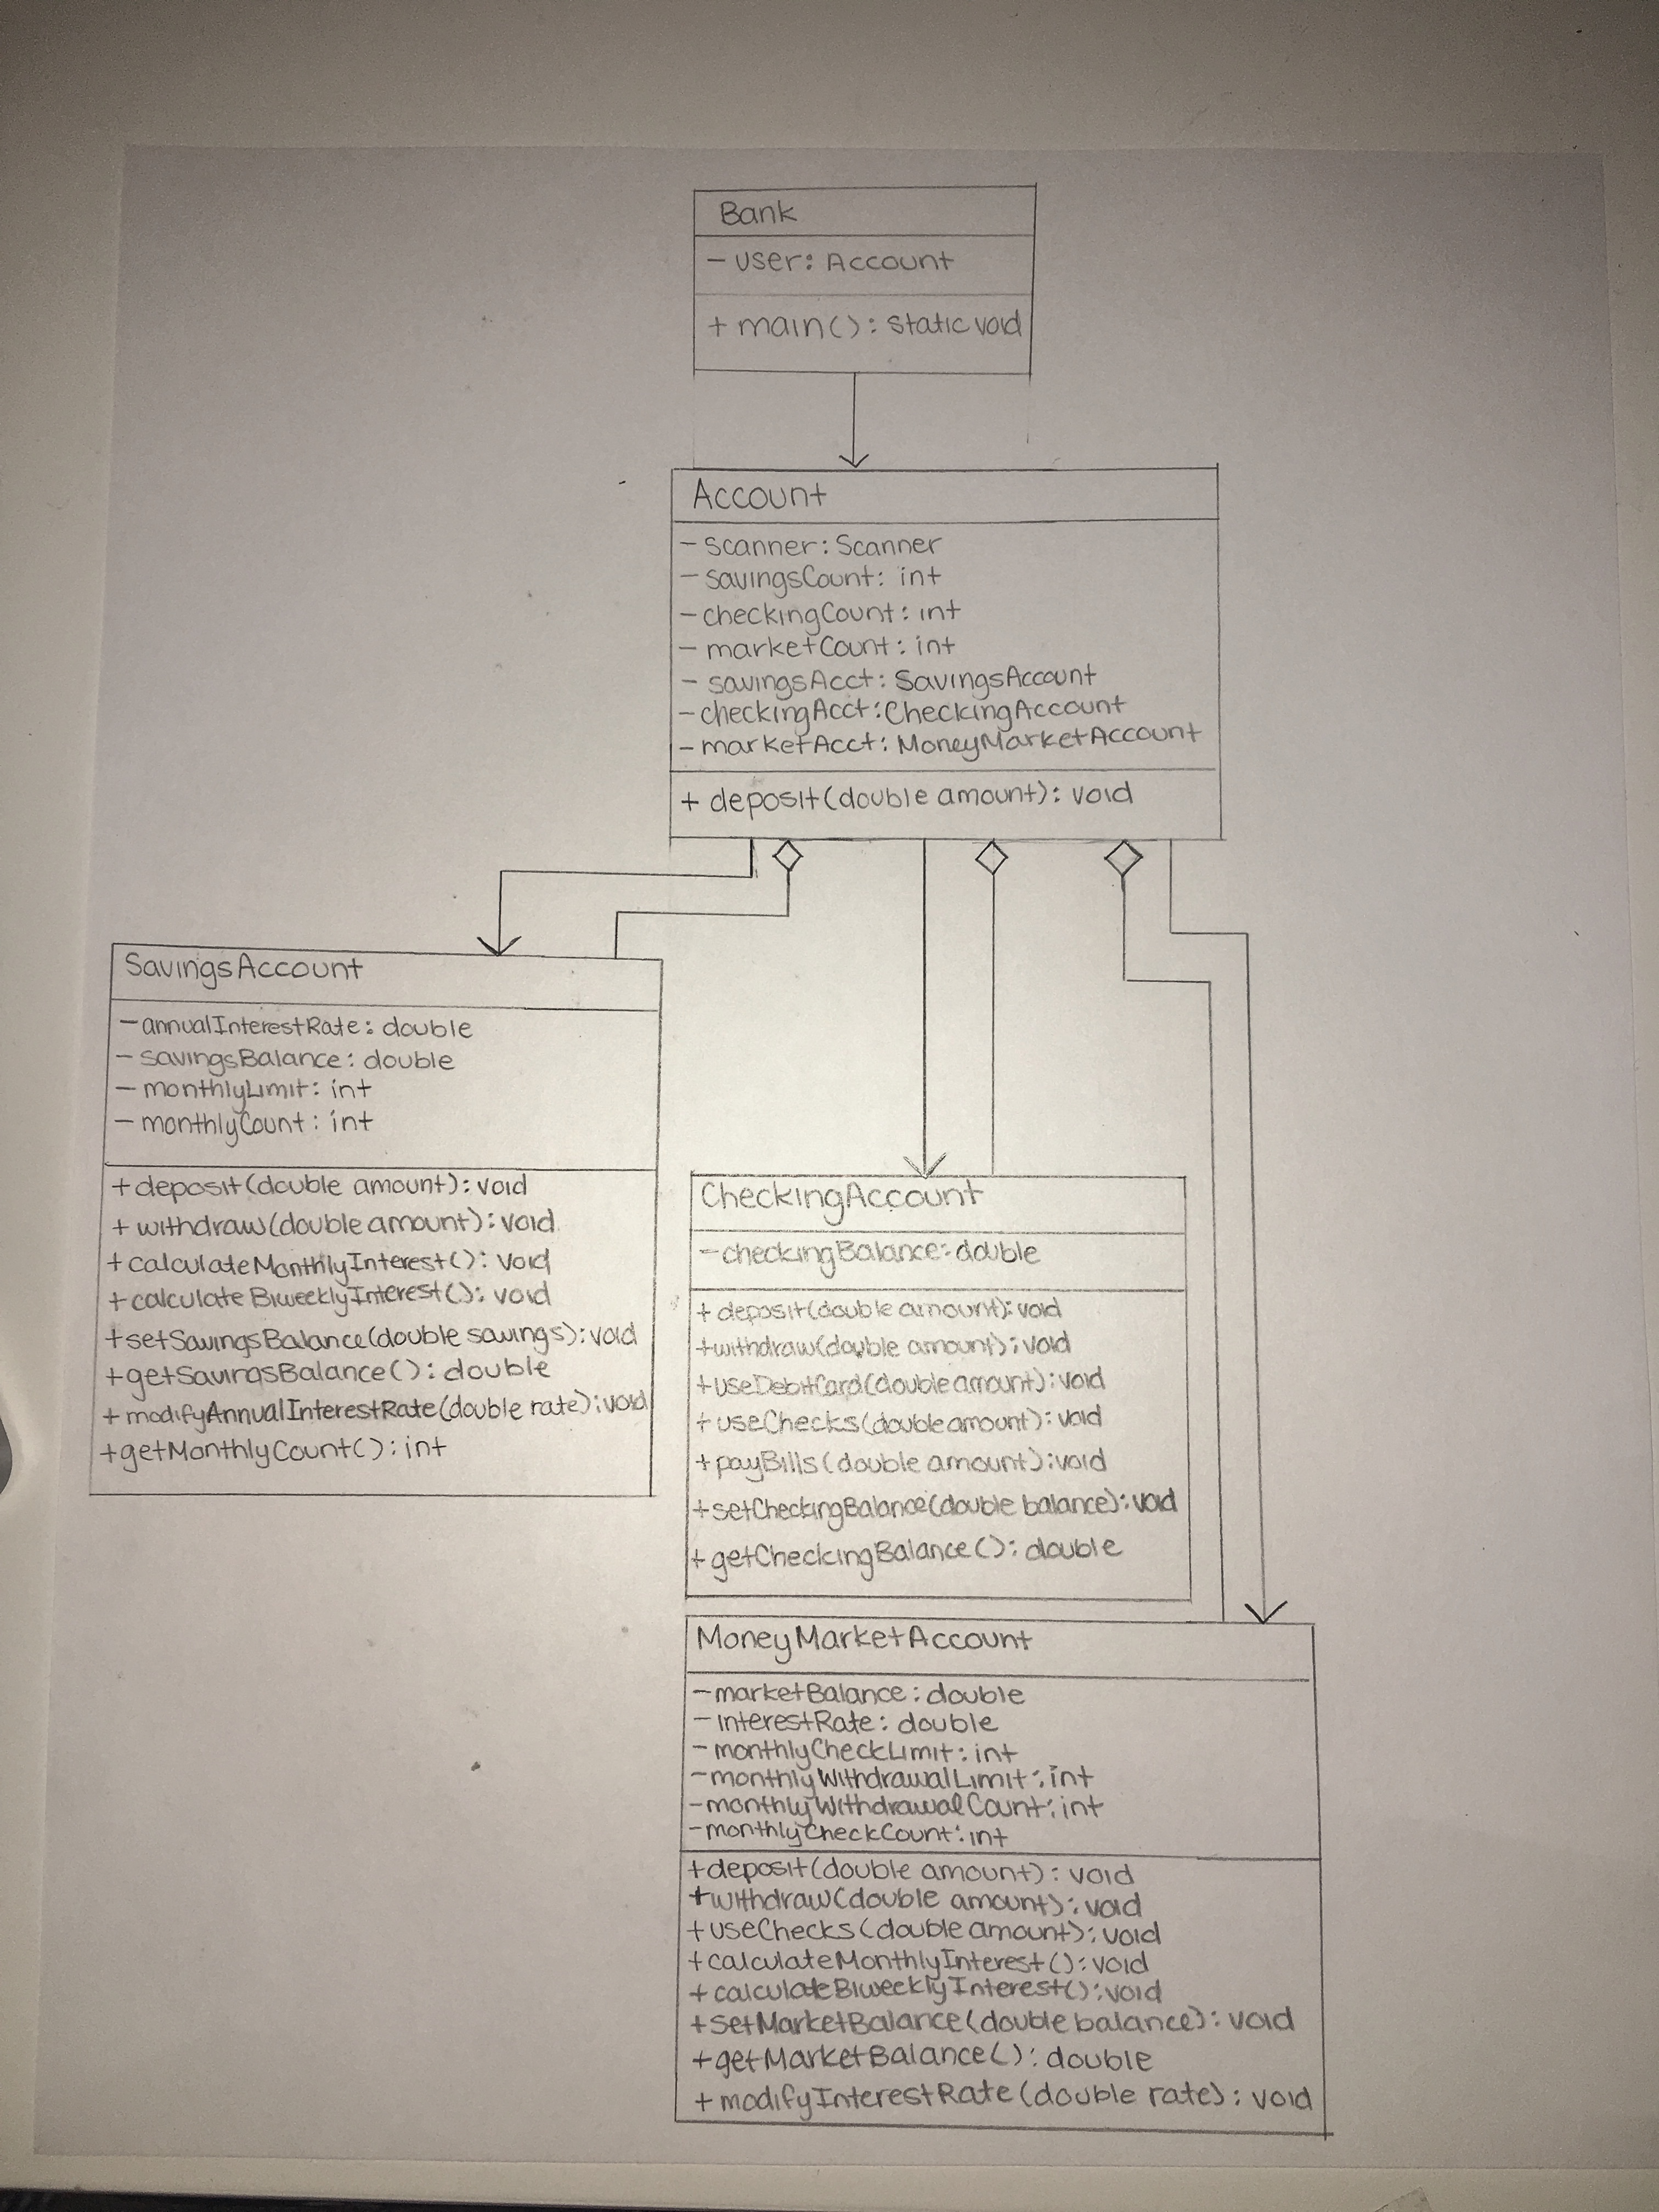 Bank
- user: Account
+ main(): static void
Account
- scanner: Scanner
- savingsCount: int
- checkingCount: int
- marketCount: int
- savingsAcct: SavingsAccount
- checkingAcct: CheckingAccount
- marketAcct: MoneyMarketAccount
+ deposit(double amount): void
SavingsAccount
- annualInterestRate: double
- savingsBalance: double
- monthlyLimit: int
- monthlyCount: int
+ deposit(double amount): void
+ withdraw(double amount): void
+ calculateMonthlyInterest(): void
+ calculateBiweeklyInterest(): void
+ setSavingsBalance(double savings): void
+ getSavingsBalance(): double
+ modifyAnnualInterestRate(double rate): void
+ getMonthlyCount(): int
CheckingAccount
- checkingBalance: double
+ deposit(double amount): void
+ withdraw(double amount): void
+ useDebitCard(double amount): void
+ useChecks(double amount): void
+ payBills(double amount): void
+ setCheckingBalance(double balance): void
+ getCheckingBalance(): double
MoneyMarketAccount
- marketBalance: double
- interestRate: double
- monthlyCheckLimit: int
- monthlyWithdrawalLimit: int
- monthlyWithdrawalCount: int
- monthlyCheckCount: int
+ deposit(double amount): void
+ withdraw(double amount): void
+ useChecks(double amount): void
+ calculateMonthlyInterest(): void
+ calculateBiweeklyInterest(): void
+ setMarketBalance(double balance): void
+ getMarketBalance(): double
+ modifyInterestRate(double rate): void